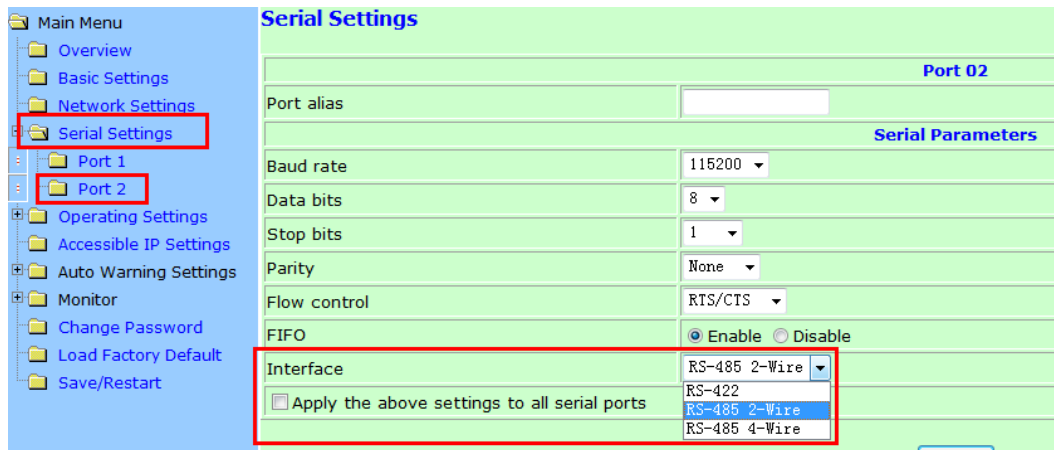 Main Menu
Overview
Basic Settings
Network Settings
Serial Settings
Port 1
Port 2
Operating Settings
Accessible IP Settings
Auto Warning Settings
Monitor
Change Password
Load Factory Default
Save/Restart
Serial Settings
Port 02
Port alias
Serial Parameters
Baud rate 115200
Data bits 8
Stop bits 1
Parity None
Flow control RTS/CTS
FIFO Enable Disable
Interface RS-485 2-Wire
RS-422
Apply the above settings to all serial ports RS-485 2-Wire
RS-485 4-Wire